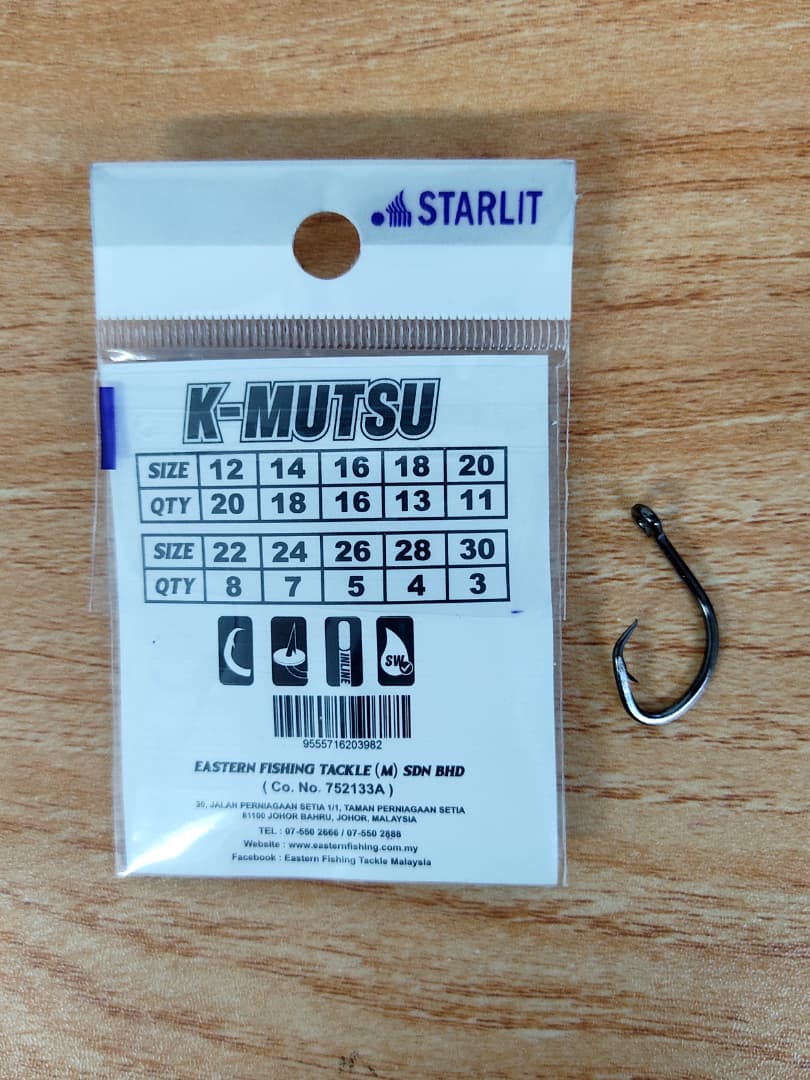 STARLIT
K-MUTSU
SIZE 12 14 16 18 20
QTY 20 18 16 13 11
SIZE 22 24 26 28 30
QTY 8 7 5 4 3
INLINE
SW
9555716203982
EASTERN FISHING TACKLE (M) SDN BHD
( Co. No. 752133A )
30, JALAN PERNIAGAAN SETIA 1/1, TAMAN PERNIAGAAN SETIA
81100 JOHOR BAHRU, JOHOR, MALAYSIA
TEL : 07-550 2666 / 07-550 2888
Website : www.easternfishing.com.my
Facebook : Eastern Fishing Tackle Malaysia